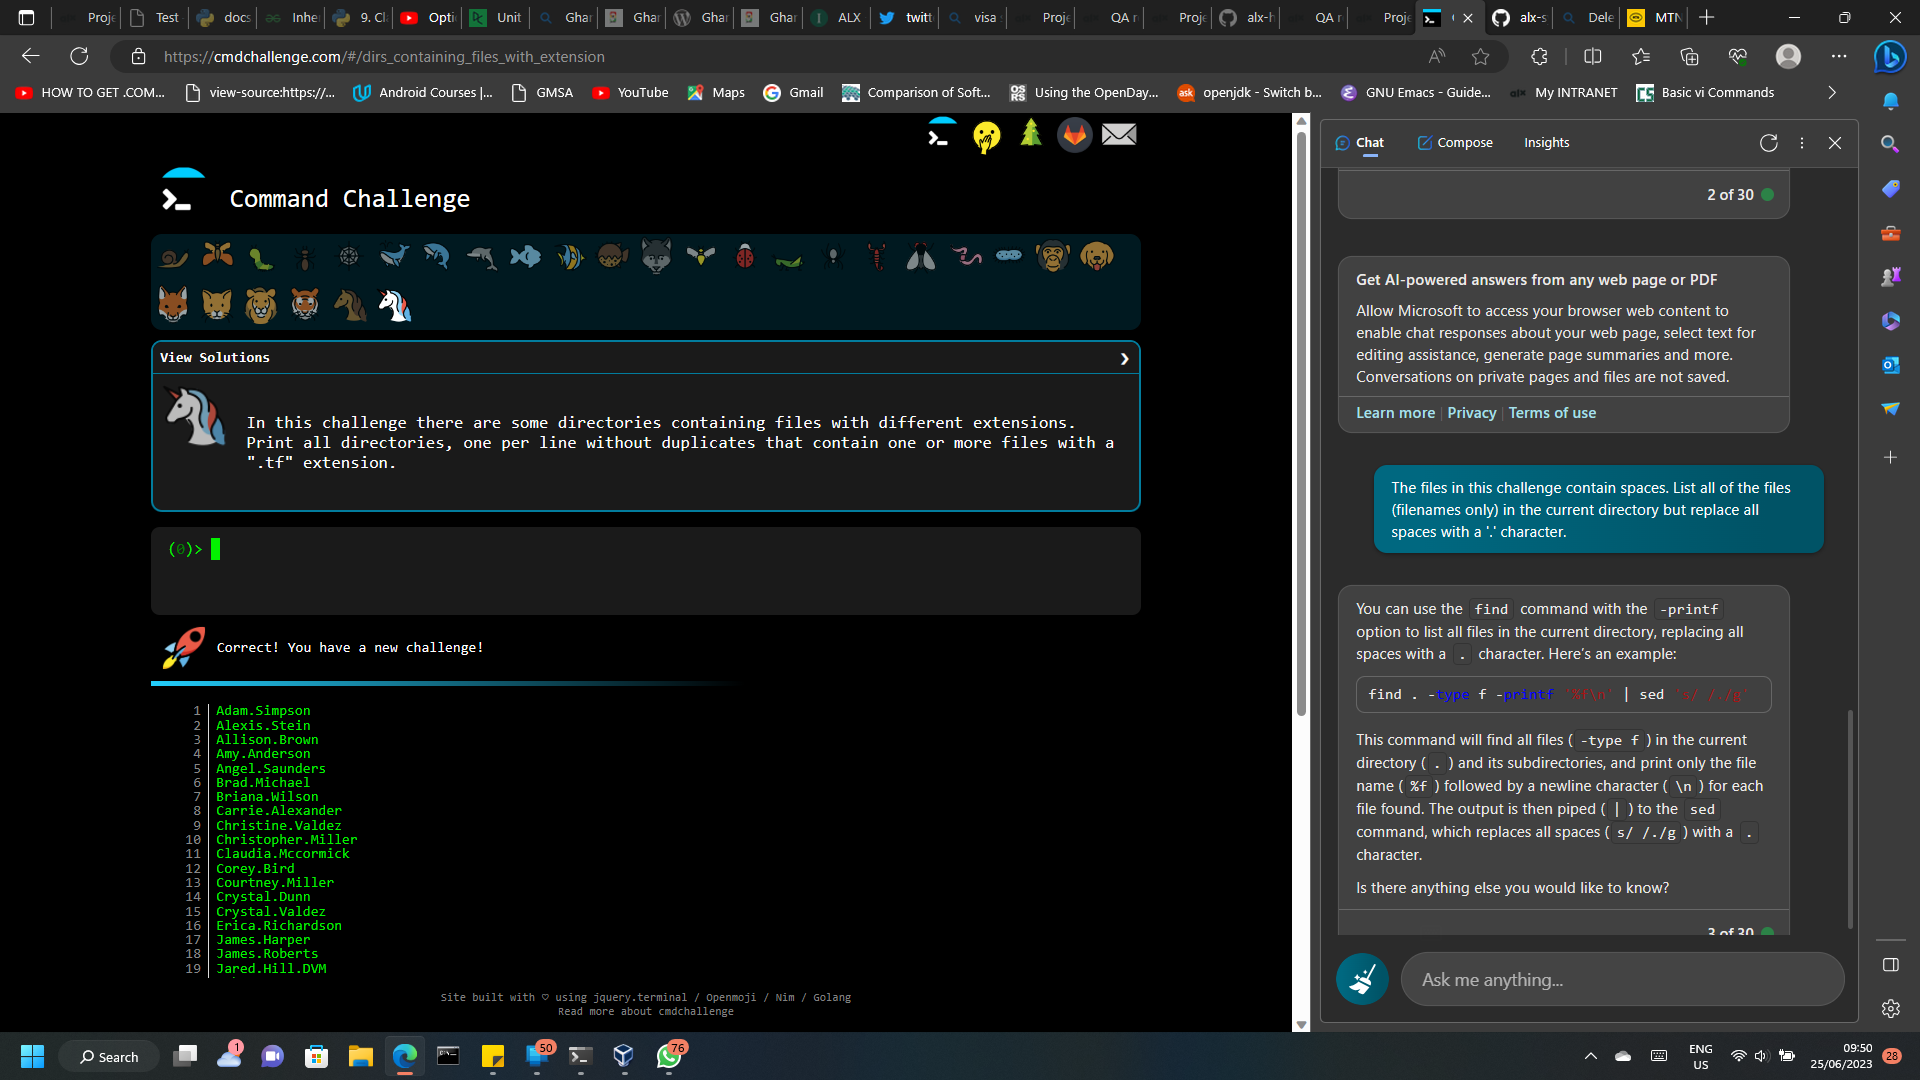 Proje
Test
docs
Inher
9. Cl
Opti
Unit
Ghar
Ghar
Ghar
Ghar
ALX
twitt
visa s
Proje
QA r
Proje
alx-h
QA r
Proje
alx-s
Dele
MTN
https://cmdchallenge.com/#/dirs_containing_files_with_extension
HOW TO GET .COM...
view-source:https://...
Android Courses |...
GMSA
YouTube
Maps
Gmail
Comparison of Soft...
Using the OpenDay...
openjdk - Switch b...
GNU Emacs - Guide...
My INTRANET
Basic vi Commands
Command Challenge
View Solutions
In this challenge there are some directories containing files with different extensions.
Print all directories, one per line without duplicates that contain one or more files with a
".tf" extension.
(0)>
Correct! You have a new challenge!
1 Adam.Simpson
2 Alexis.Stein
3 Allison.Brown
4 Amy.Anderson
5 Angel.Saunders
6 Brad.Michael
7 Briana.Wilson
8 Carrie.Alexander
9 Christine.Valdez
10 Christopher.Miller
11 Claudia.Mccormick
12 Corey.Bird
13 Courtney.Miller
14 Crystal.Dunn
15 Crystal.Valdez
16 Erica.Richardson
17 James.Harper
18 James.Roberts
19 Jared.Hill.DVM
Site built with ♡ using jquery.terminal / Openmoji / Nim / Golang
Read more about cmdchallenge
Chat
Compose
Insights
2 of 30
Get AI-powered answers from any web page or PDF
Allow Microsoft to access your browser web content to
enable chat responses about your web page, select text for
editing assistance, generate page summaries and more.
Conversations on private pages and files are not saved.
Learn more | Privacy | Terms of use
The files in this challenge contain spaces. List all of the files
(filenames only) in the current directory but replace all
spaces with a '.' character.
You can use the find command with the -printf
option to list all files in the current directory, replacing all
spaces with a . character. Here's an example:
find . -type f -printf '%f\n' | sed 's/ /./g'
This command will find all files ( -type f ) in the current
directory ( . ) and its subdirectories, and print only the file
name ( %f ) followed by a newline character ( \n ) for each
file found. The output is then piped ( | ) to the sed
command, which replaces all spaces ( s/ /./g ) with a .
character.
Is there anything else you would like to know?
3 of 30
Ask me anything...
Search
1
50
76
ENG
US
09:50
25/06/2023
28